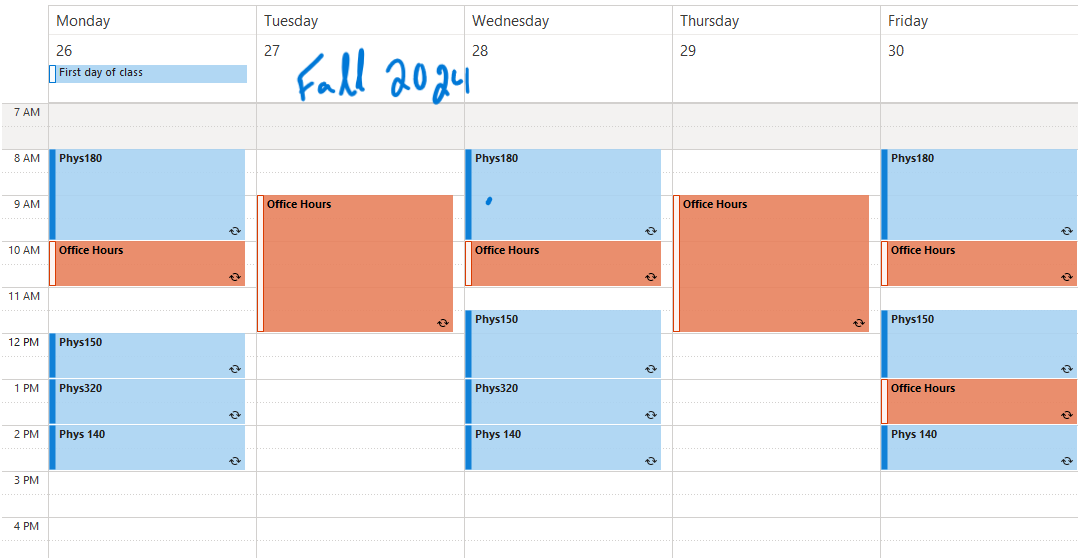 Monday Tuesday Wednesday Thursday Friday
26 27 28 29 30
First day of class
Fall 2024
7 AM
8 AM Phys180 Phys180 Phys180
9 AM Office Hours Office Hours
10 AM Office Hours Office Hours Office Hours
11 AM
Phys150 Phys150
12 PM Phys150
1 PM Phys320 Phys320 Office Hours
2 PM Phys 140 Phys 140 Phys 140
3 PM
4 PM